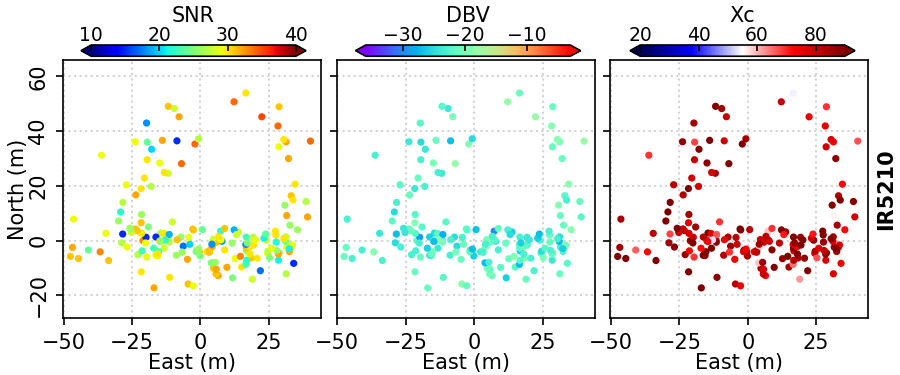 SNR DBV Xc
10 20 30 40 −30 −20 −10 20 40 60 80
60
40
20
0
−20
North (m)
−50 −25 0 25 −50 −25 0 25 −50 −25 0 25
East (m) East (m) East (m)
IR5210